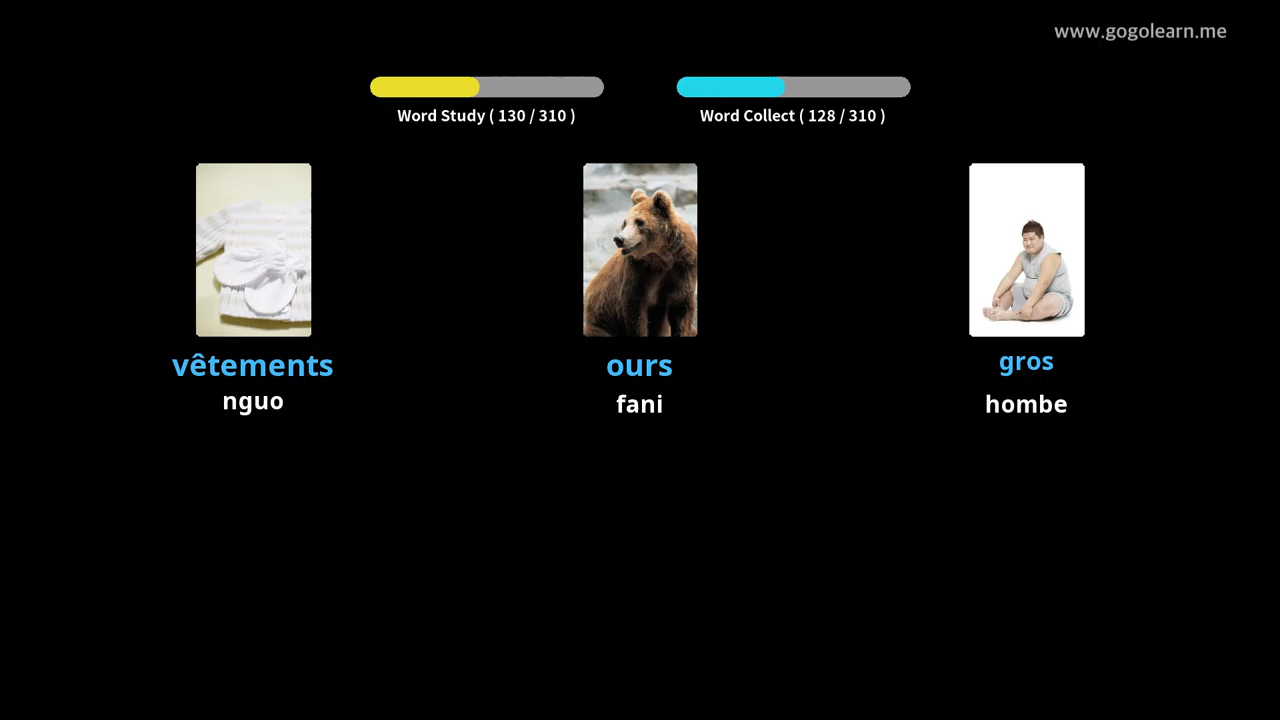 www.gogolearn.me
Word Study ( 130 / 310 )
Word Collect ( 128 / 310 )
vêtements
nguo
ours
fani
gros
hombe